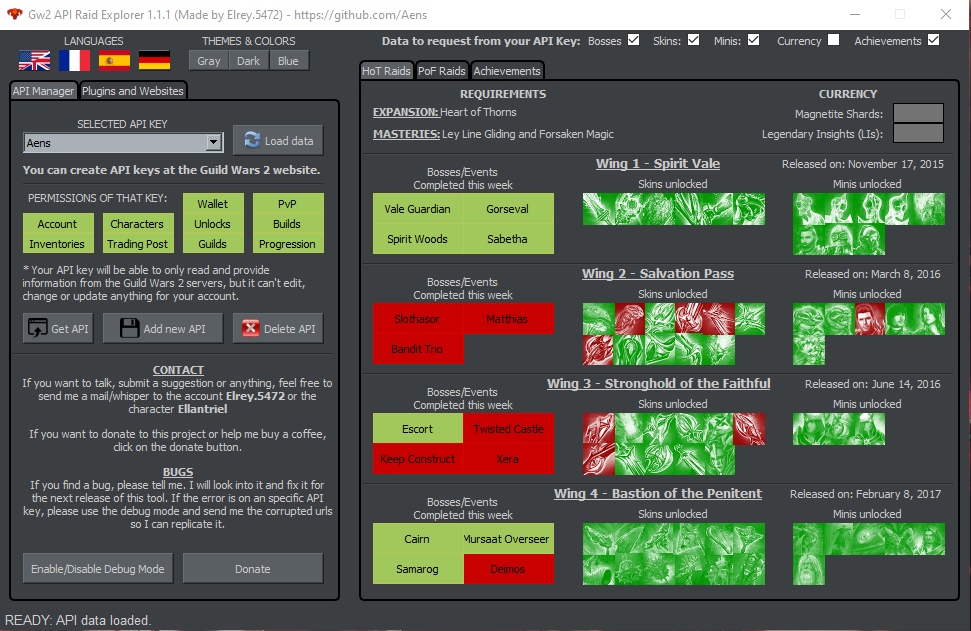 Gw2 API Raid Explorer 1.1.1 (Made by Elrey.5472) - https://github.com/Aens
LANGUAGES
THEMES & COLORS
Gray
Dark
Blue
Data to request from your API Key:
Bosses
Skins:
Minis:
Currency
Achievements
API Manager
Plugins and Websites
SELECTED API KEY
Aens
Load data
You can create API keys at the Guild Wars 2 website.
PERMISSIONS OF THAT KEY:
Wallet
PvP
Account
Characters
Unlocks
Builds
Inventories
Trading Post
Guilds
Progression
* Your API key will be able to only read and provide
information from the Guild Wars 2 servers, but it can't edit,
change or update anything for your account.
Get API
Add new API
Delete API
CONTACT
If you want to talk, submit a suggestion or anything, feel free to
send me a mail/whisper to the account Elrey.5472 or the
character Ellantriel
If you want to donate to this project or help me buy a coffee,
click on the donate button.
BUGS
If you find a bug, please tell me. I will look into it and fix it for
the next release of this tool. If the error is on an specific API
key, please use the debug mode and send me the corrupted urls
so I can replicate it.
Enable/Disable Debug Mode
Donate
HoT Raids
PoF Raids
Achievements
REQUIREMENTS
EXPANSION: Heart of Thorns
MASTERIES: Ley Line Gliding and Forsaken Magic
CURRENCY
Magnetite Shards:
Legendary Insights (LIs):
Wing 1 - Spirit Vale
Released on: November 17, 2015
Bosses/Events
Completed this week
Skins unlocked
Minis unlocked
Vale Guardian
Gorseval
Spirit Woods
Sabetha
Wing 2 - Salvation Pass
Released on: March 8, 2016
Bosses/Events
Completed this week
Skins unlocked
Minis unlocked
Slothasor
Matthias
Bandit Trio
Wing 3 - Stronghold of the Faithful
Released on: June 14, 2016
Bosses/Events
Completed this week
Skins unlocked
Minis unlocked
Escort
Twisted Castle
Keep Construct
Xera
Wing 4 - Bastion of the Penitent
Released on: February 8, 2017
Bosses/Events
Completed this week
Skins unlocked
Minis unlocked
Cairn
Mursaat Overseer
Samarog
Deimos
READY: API data loaded.